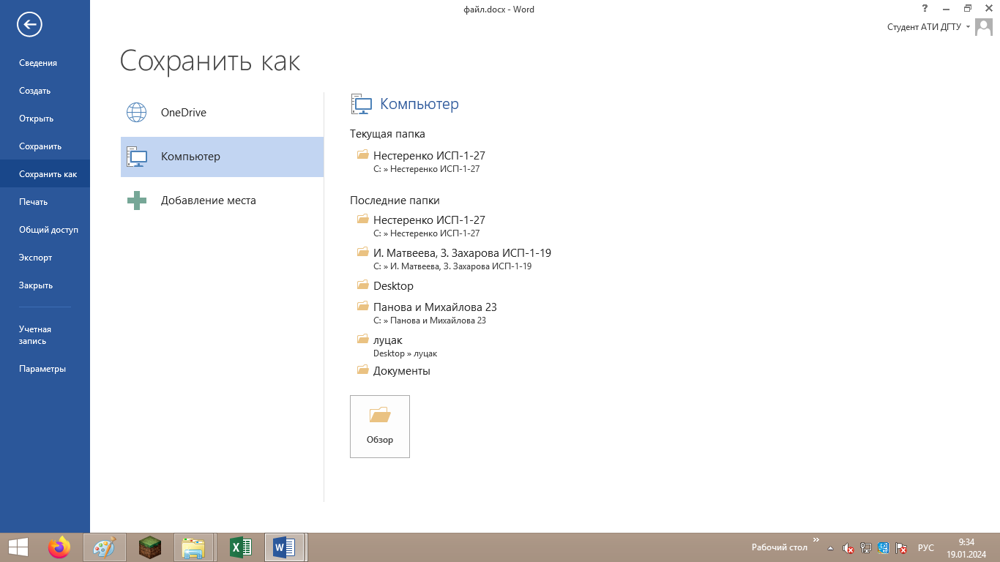 файл.docx - Word
?
Студент АТИ ДГТУ
Сведения
Создать
Открыть
Сохранить
Сохранить как
Печать
Общий доступ
Экспорт
Закрыть
Учетная
запись
Параметры
Сохранить как
OneDrive
Компьютер
Добавление места
Компьютер
Текущая папка
Нестеренко ИСП-1-27
C: » Нестеренко ИСП-1-27
Последние папки
Нестеренко ИСП-1-27
C: » Нестеренко ИСП-1-27
И. Матвеева, З. Захарова ИСП-1-19
C: » И. Матвеева, З. Захарова ИСП-1-19
Desktop
Панова и Михайлова 23
C: » Панова и Михайлова 23
луцак
Desktop » луцак
Документы
Обзор
Рабочий стол
»
РУС
9:34
19.01.2024